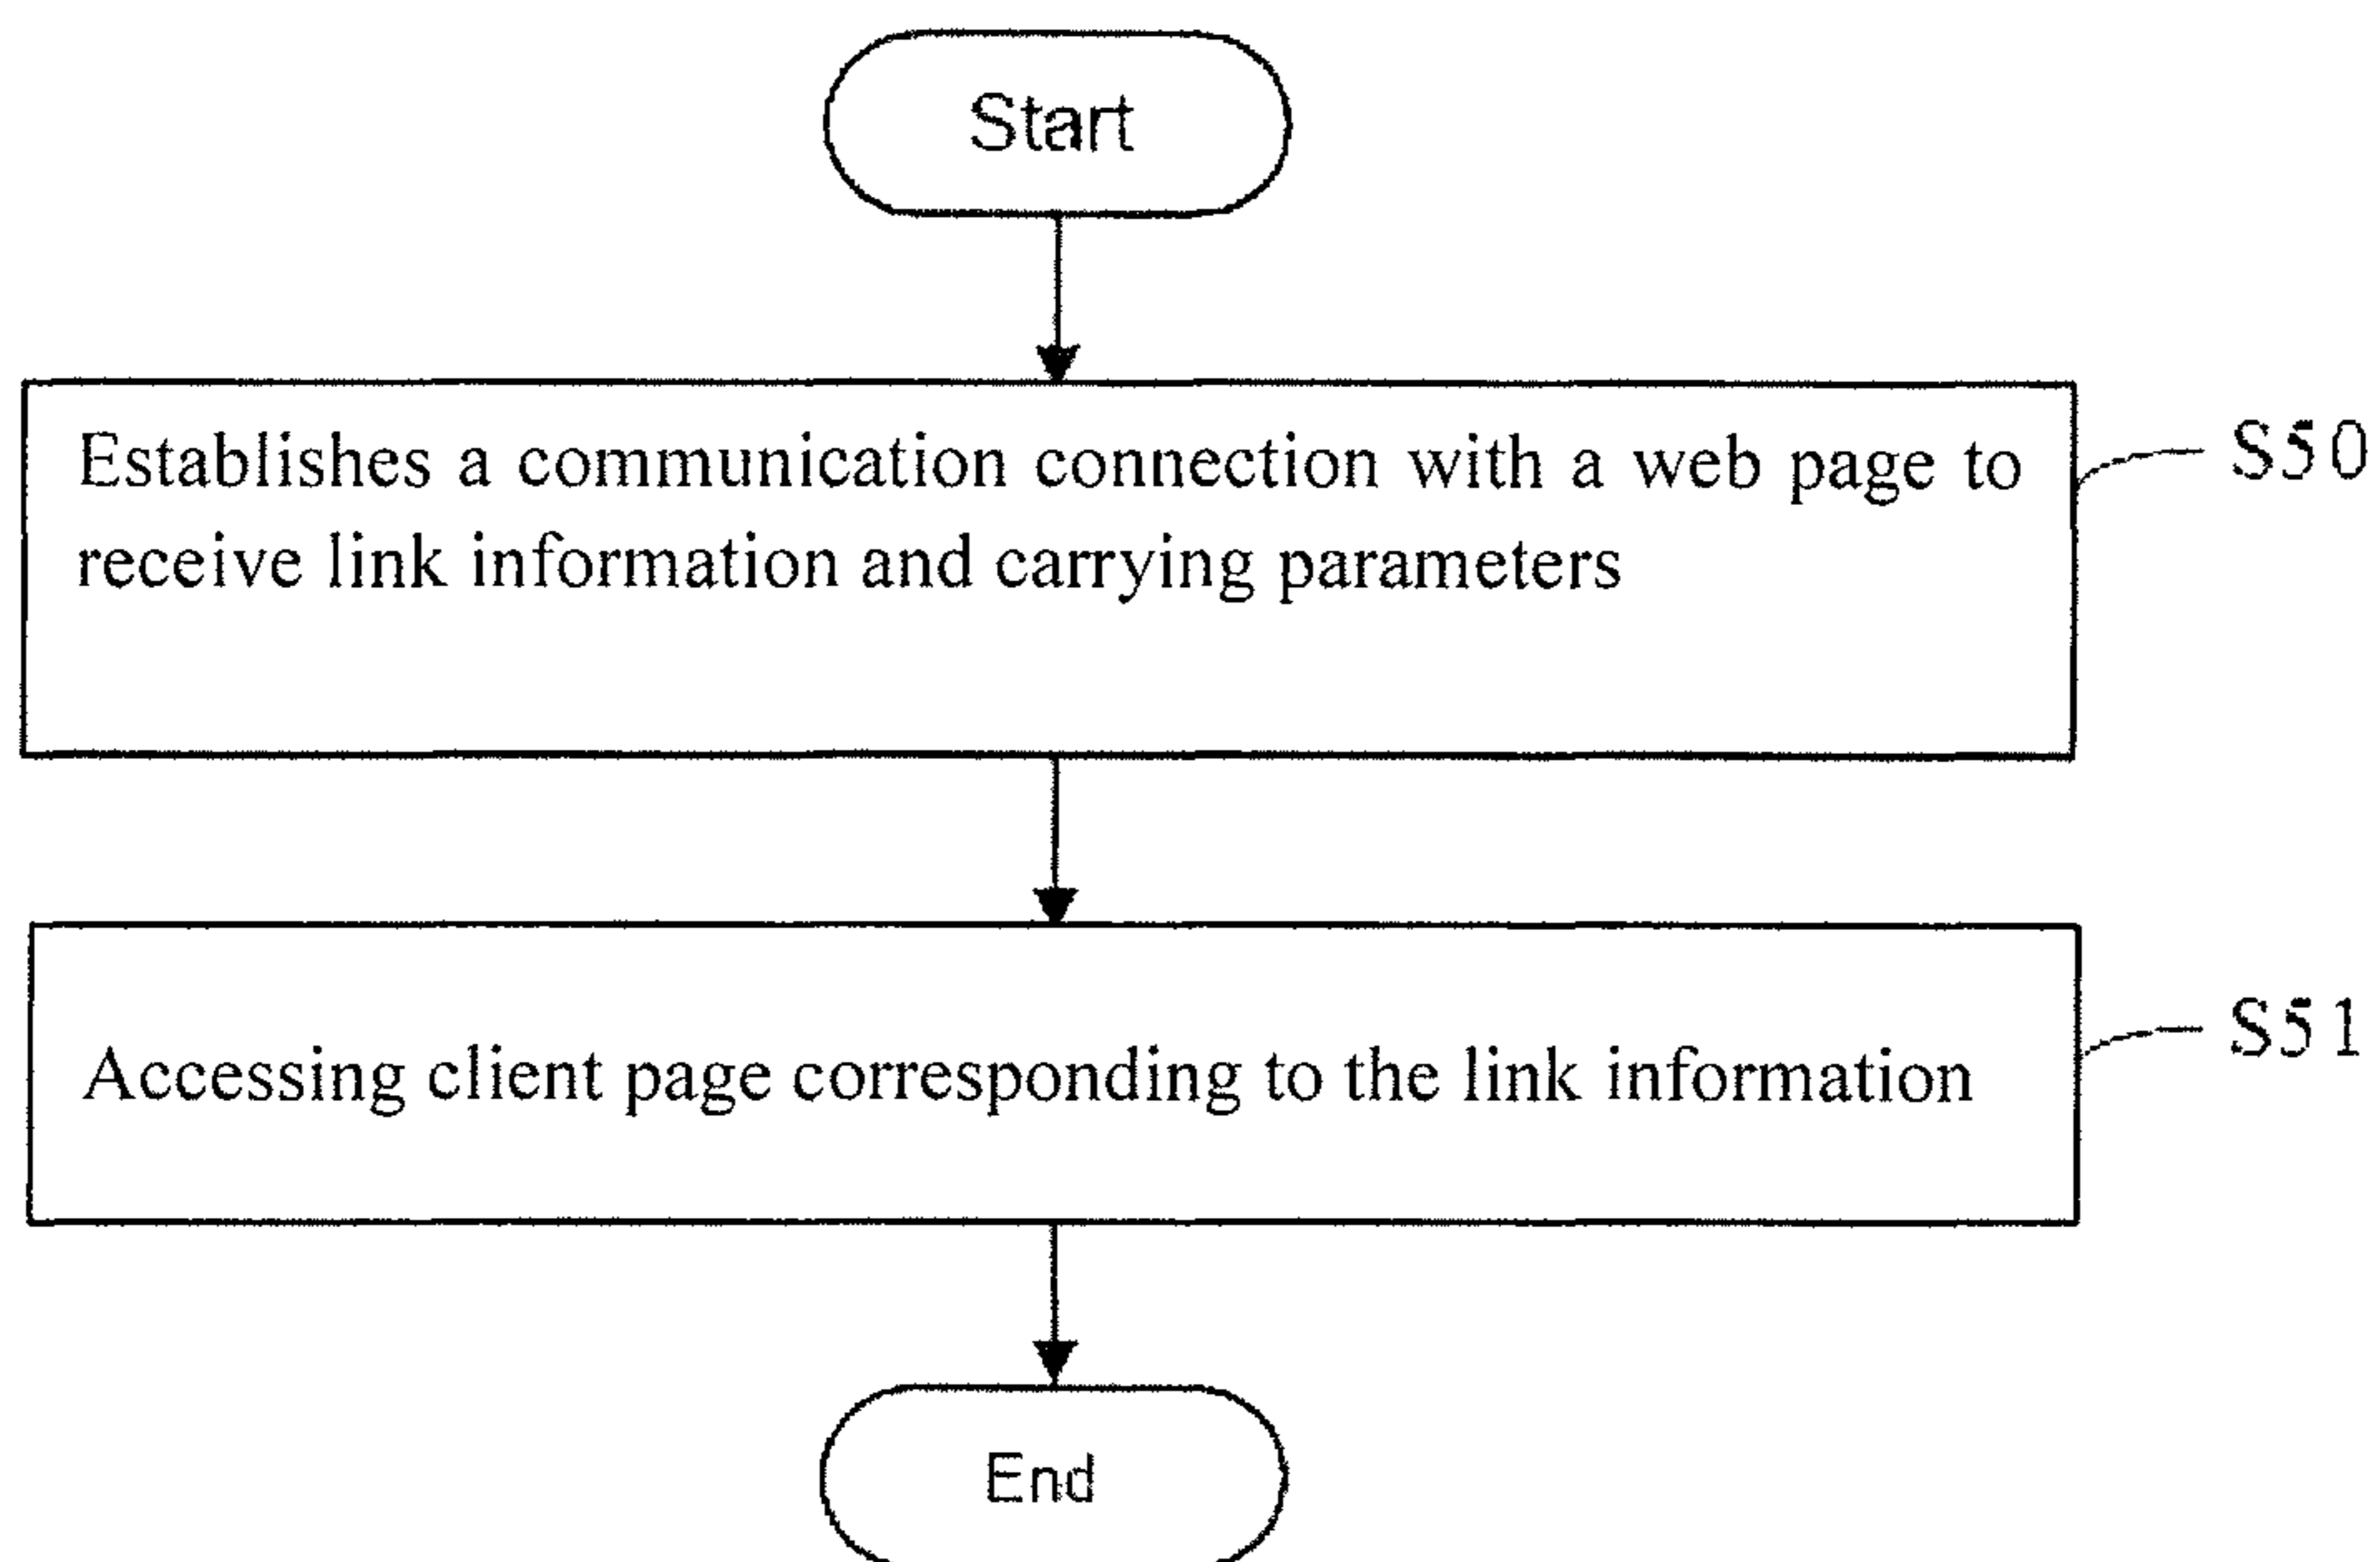 Start
Establishes a communication connection with a web page to
receive link information and carrying parameters
S50
Accessing client page corresponding to the link information
S51
End